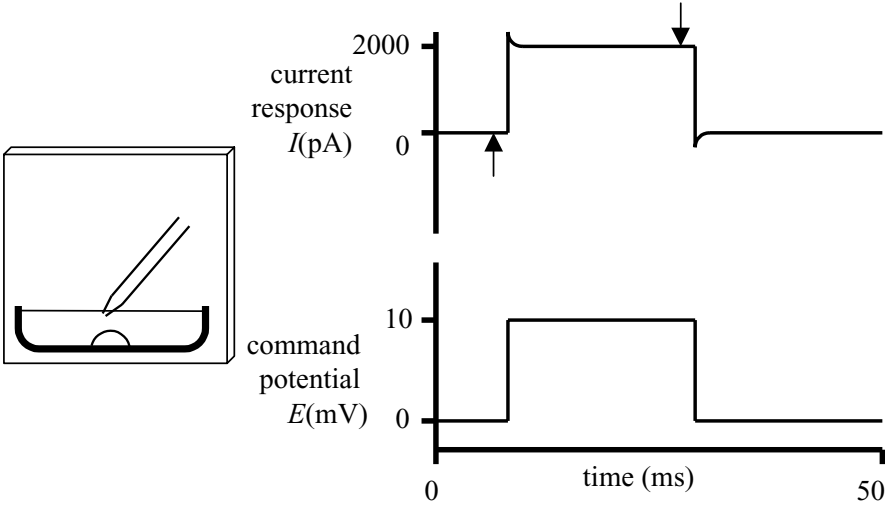 2000
current
response
I(pA)
0
10
command
potential
E(mV)
0
time (ms)
0
50